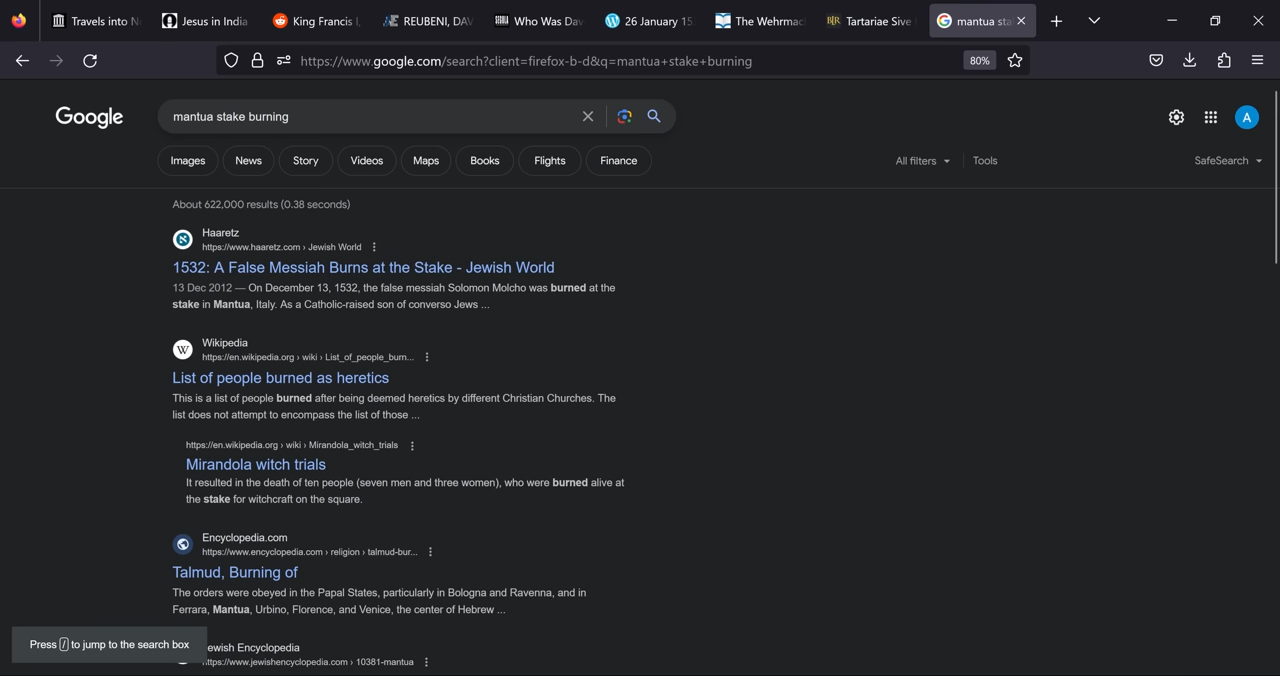 Travels into N
Jesus in India
King Francis I,
REUBENI, DAV
Who Was Dav
26 January 15
The Wehrmac
Tartariae Sive
mantua sta
https://www.google.com/search?client=firefox-b-d&q=mantua+stake+burning
80%
Google
mantua stake burning
A
Images News Story Videos Maps Books Flights Finance
All filters Tools
SafeSearch
About 622,000 results (0.38 seconds)
Haaretz
https://www.haaretz.com › Jewish World
1532: A False Messiah Burns at the Stake - Jewish World
13 Dec 2012 — On December 13, 1532, the false messiah Solomon Molcho was burned at the
stake in Mantua, Italy. As a Catholic-raised son of converso Jews ...
W
Wikipedia
https://en.wikipedia.org › wiki › List_of_people_burn...
List of people burned as heretics
This is a list of people burned after being deemed heretics by different Christian Churches. The
list does not attempt to encompass the list of those ...
https://en.wikipedia.org › wiki › Mirandola_witch_trials
Mirandola witch trials
It resulted in the death of ten people (seven men and three women), who were burned alive at
the stake for witchcraft on the square.
Encyclopedia.com
https://www.encyclopedia.com › religion › talmud-bur...
Talmud, Burning of
The orders were obeyed in the Papal States, particularly in Bologna and Ravenna, and in
Ferrara, Mantua, Urbino, Florence, and Venice, the center of Hebrew ...
Press / to jump to the search box
ewish Encyclopedia
https://www.jewishencyclopedia.com › 10381-mantua